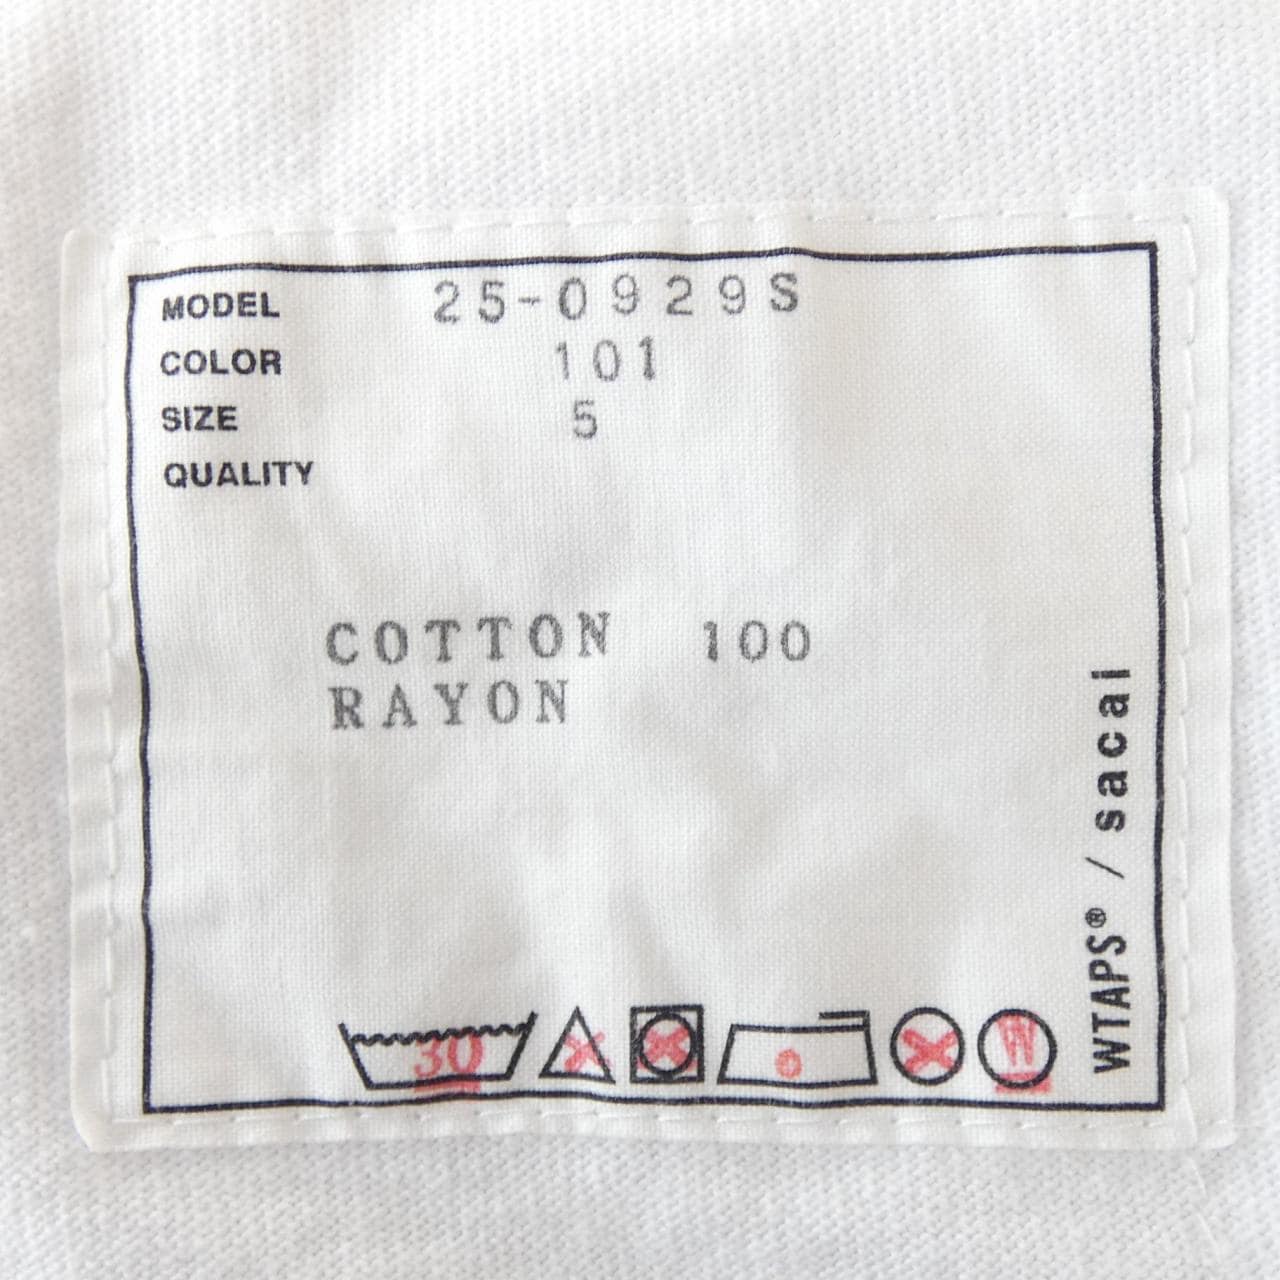 MODEL 25-0929S
COLOR 101
SIZE 5
QUALITY
COTTON 100
RAYON
30
W
WTAPS® / sacai